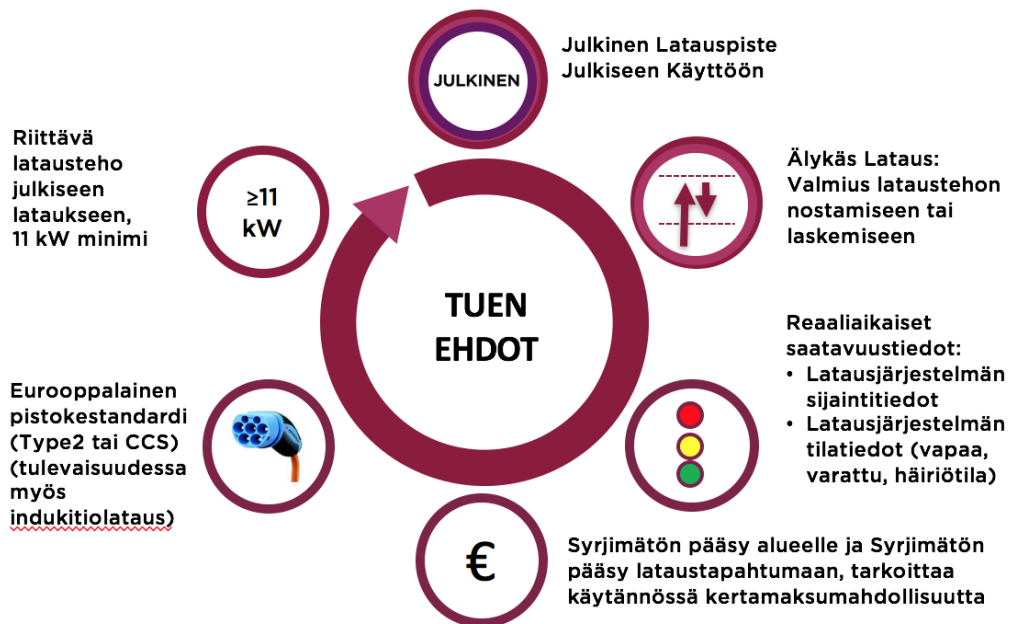 JULKINEN
Julkinen Latauspiste
Julkiseen Käyttöön
Älykäs Lataus:
Valmius lataustehon
nostamiseen tai
laskemiseen
Reaaliaikaiset
saatavuustiedot:
• Latausjärjestelmän
sijaintitiedot
• Latausjärjestelmän
tilatiedot (vapaa,
varattu, häiriötila)
€
Syrjimätön pääsy alueelle ja Syrjimätön
pääsy lataustapahtumaan, tarkoittaa
käytännössä kertamaksumahdollisuutta
Eurooppalainen
pistokestandardi
(Type2 tai CCS)
(tulevaisuudessa
myös
indukitiolataus)
Riittävä
latausteho
julkiseen
lataukseen,
11 kW minimi
≥11
kW
TUEN
EHDOT